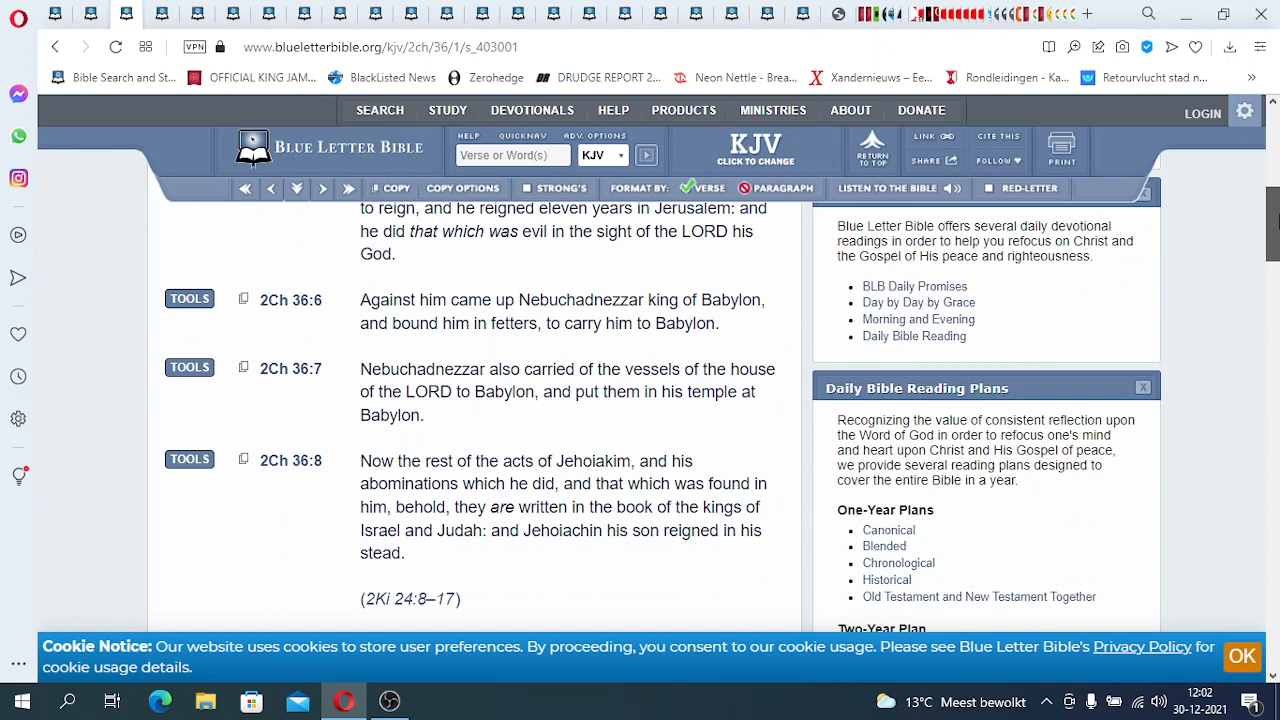 VPN www.blueletterbible.org/kjv/2ch/36/1/s_403001
Bible Search and St... OFFICIAL KING JAM... BlackListed News Zerohedge DRUDGE REPORT 2... Neon Nettle - Brea... Xandernieuws – Ee... Rondleidingen - Ka... Retourvlucht stad n...
SEARCH STUDY DEVOTIONALS HELP PRODUCTS MINISTRIES ABOUT DONATE LOGIN
BLUE LETTER BIBLE
HELP QUICKNAV ADV. OPTIONS
Verse or Word(s) KJV
KJV
CLICK TO CHANGE
RETURN
TO TOP
LINK CITE THIS
SHARE FOLLOW
PRINT
COPY COPY OPTIONS STRONG'S FORMAT BY: VERSE PARAGRAPH LISTEN TO THE BIBLE RED-LETTER
to reign, and he reigned eleven years in Jerusalem: and
he did that which was evil in the sight of the LORD his
God.
TOOLS 2Ch 36:6 Against him came up Nebuchadnezzar king of Babylon,
and bound him in fetters, to carry him to Babylon.
TOOLS 2Ch 36:7 Nebuchadnezzar also carried of the vessels of the house
of the LORD to Babylon, and put them in his temple at
Babylon.
TOOLS 2Ch 36:8 Now the rest of the acts of Jehoiakim, and his
abominations which he did, and that which was found in
him, behold, they are written in the book of the kings of
Israel and Judah: and Jehoiachin his son reigned in his
stead.
(2Ki 24:8–17)
Blue Letter Bible offers several daily devotional
readings in order to help you refocus on Christ and
the Gospel of His peace and righteousness.
BLB Daily Promises
Day by Day by Grace
Morning and Evening
Daily Bible Reading
Daily Bible Reading Plans X
Recognizing the value of consistent reflection upon
the Word of God in order to refocus one's mind
and heart upon Christ and His Gospel of peace,
we provide several reading plans designed to
cover the entire Bible in a year.
One-Year Plans
Canonical
Blended
Chronological
Historical
Old Testament and New Testament Together
Two-Year Plan
Cookie Notice: Our website uses cookies to store user preferences. By proceeding, you consent to our cookie usage. Please see Blue Letter Bible's Privacy Policy for
cookie usage details.
OK
13°C Meest bewolkt
12:02
30-12-2021
1